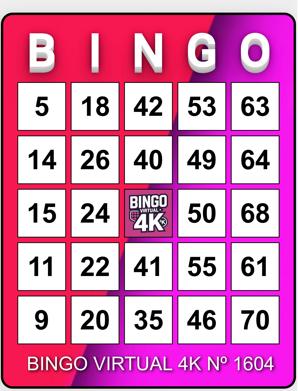 B I N G O
5 18 42 53 63
14 26 40 49 64
15 24 BINGO VIRTUAL 4K 50 68
11 22 41 55 61
9 20 35 46 70
BINGO VIRTUAL 4K Nº 1604